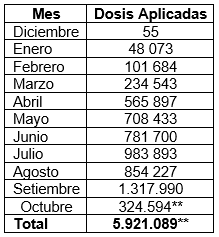 Mes Dosis Aplicadas
Diciembre 55
Enero 48 073
Febrero 101 684
Marzo 234 543
Abril 565 897
Mayo 708 433
Junio 781 700
Julio 983 893
Agosto 854 227
Setiembre 1.317.990
Octubre 324.594**
Total 5.921.089**